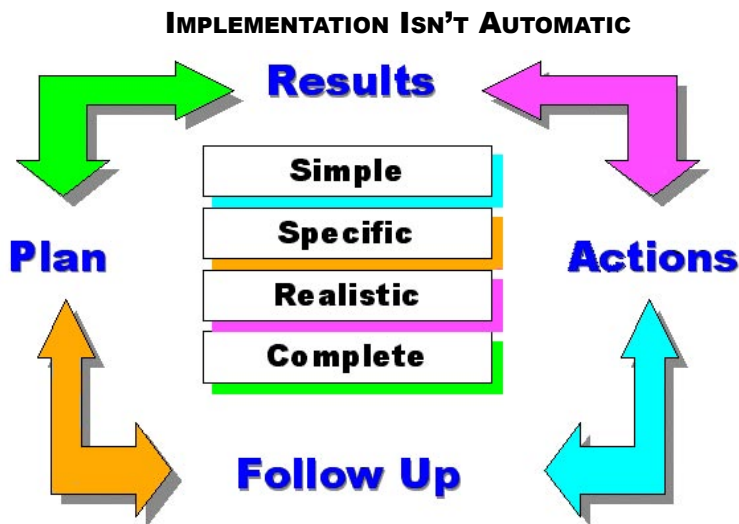 IMPLEMENTATION ISN'T AUTOMATIC
Results
Simple
Specific
Plan
Actions
Realistic
Complete
Follow Up